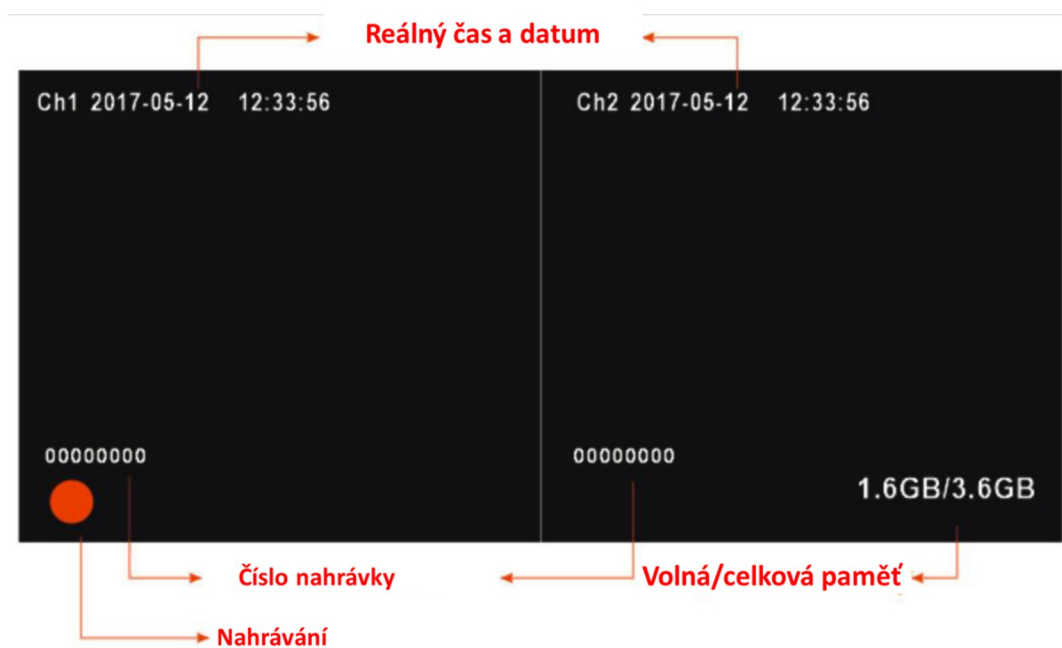 Reálný čas a datum
Ch1 2017-05-12 12:33:56
Ch2 2017-05-12 12:33:56
00000000
00000000
1.6GB/3.6GB
Číslo nahrávky
Volná/celková paměť
Nahrávání